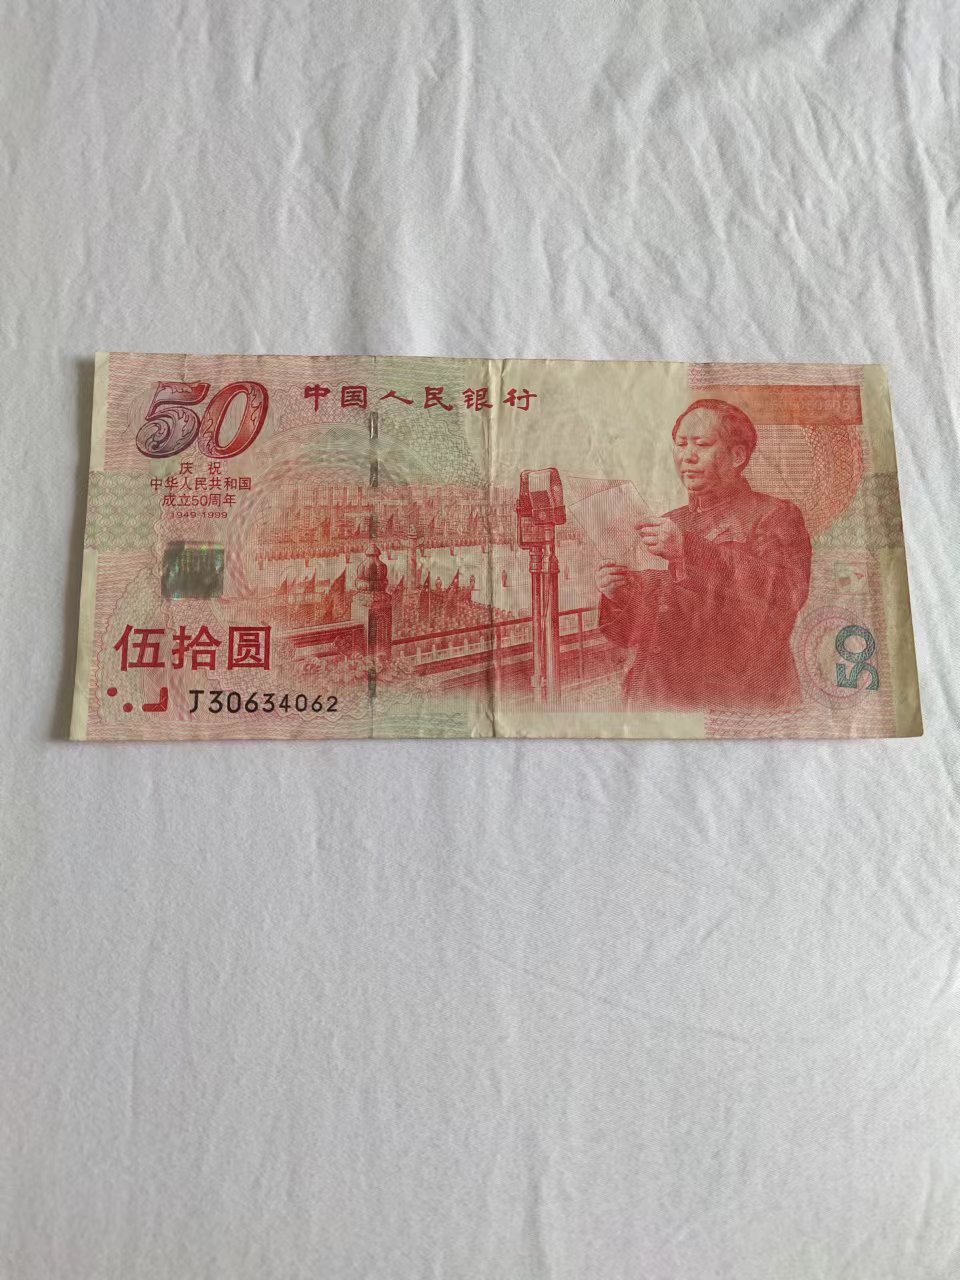 50
中国人民银行
庆祝
中华人民共和国
成立50周年
1949-1999
伍拾圆
J30634062
50